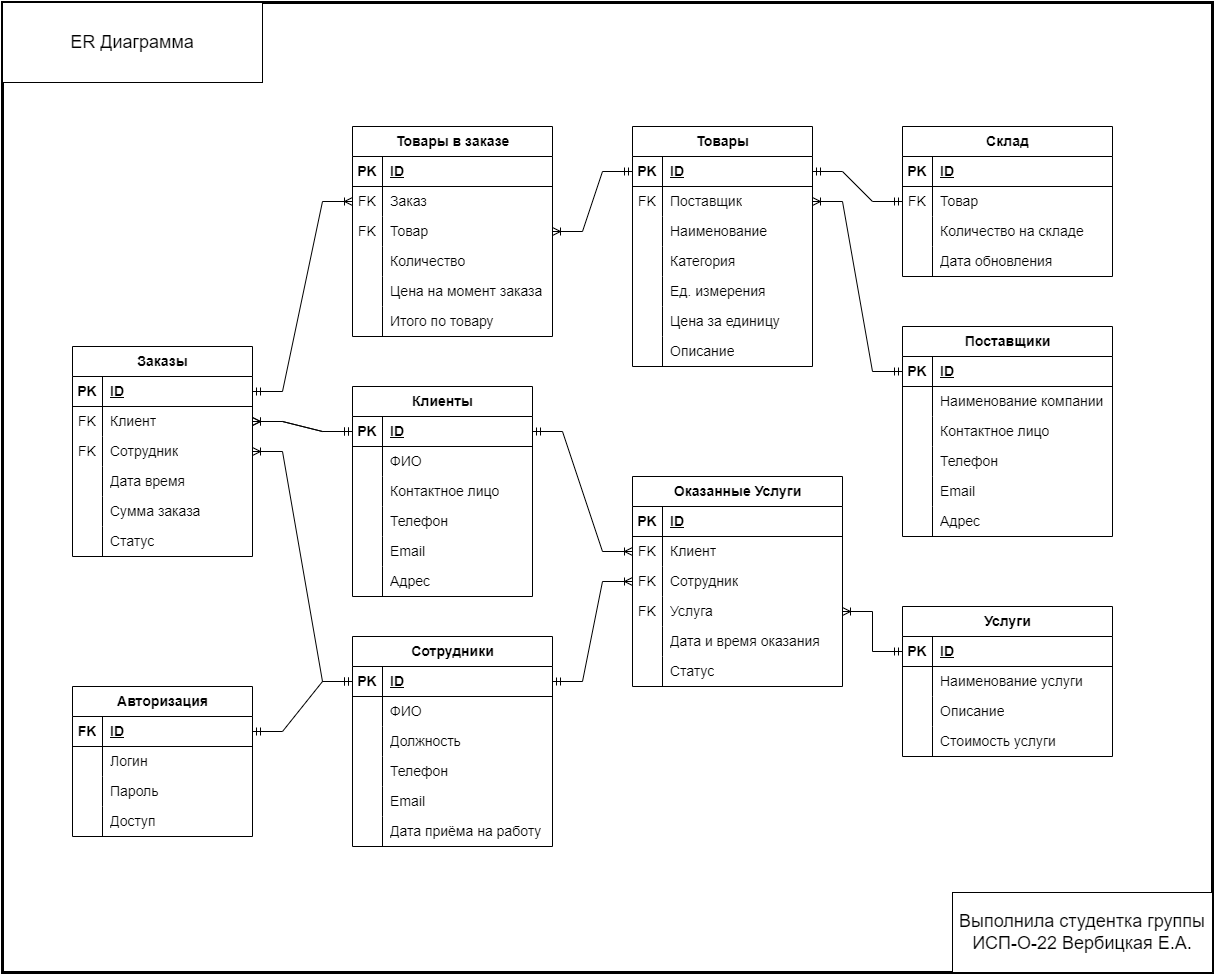 ER Диаграмма
Товары в заказе
PK ID
FK Заказ
FK Товар
Количество
Цена на момент заказа
Итого по товару
Товары
PK ID
FK Поставщик
Наименование
Категория
Ед. измерения
Цена за единицу
Описание
Склад
PK ID
FK Товар
Количество на складе
Дата обновления
Заказы
PK ID
FK Клиент
FK Сотрудник
Дата время
Сумма заказа
Статус
Клиенты
PK ID
ФИО
Контактное лицо
Телефон
Email
Адрес
Поставщики
PK ID
Наименование компании
Контактное лицо
Телефон
Email
Адрес
Оказанные Услуги
PK ID
FK Клиент
FK Сотрудник
FK Услуга
Дата и время оказания
Статус
Услуги
PK ID
Наименование услуги
Описание
Стоимость услуги
Авторизация
FK ID
Логин
Пароль
Доступ
Сотрудники
PK ID
ФИО
Должность
Телефон
Email
Дата приёма на работу
Выполнила студентка группы
ИСП-О-22 Вербицкая Е.А.